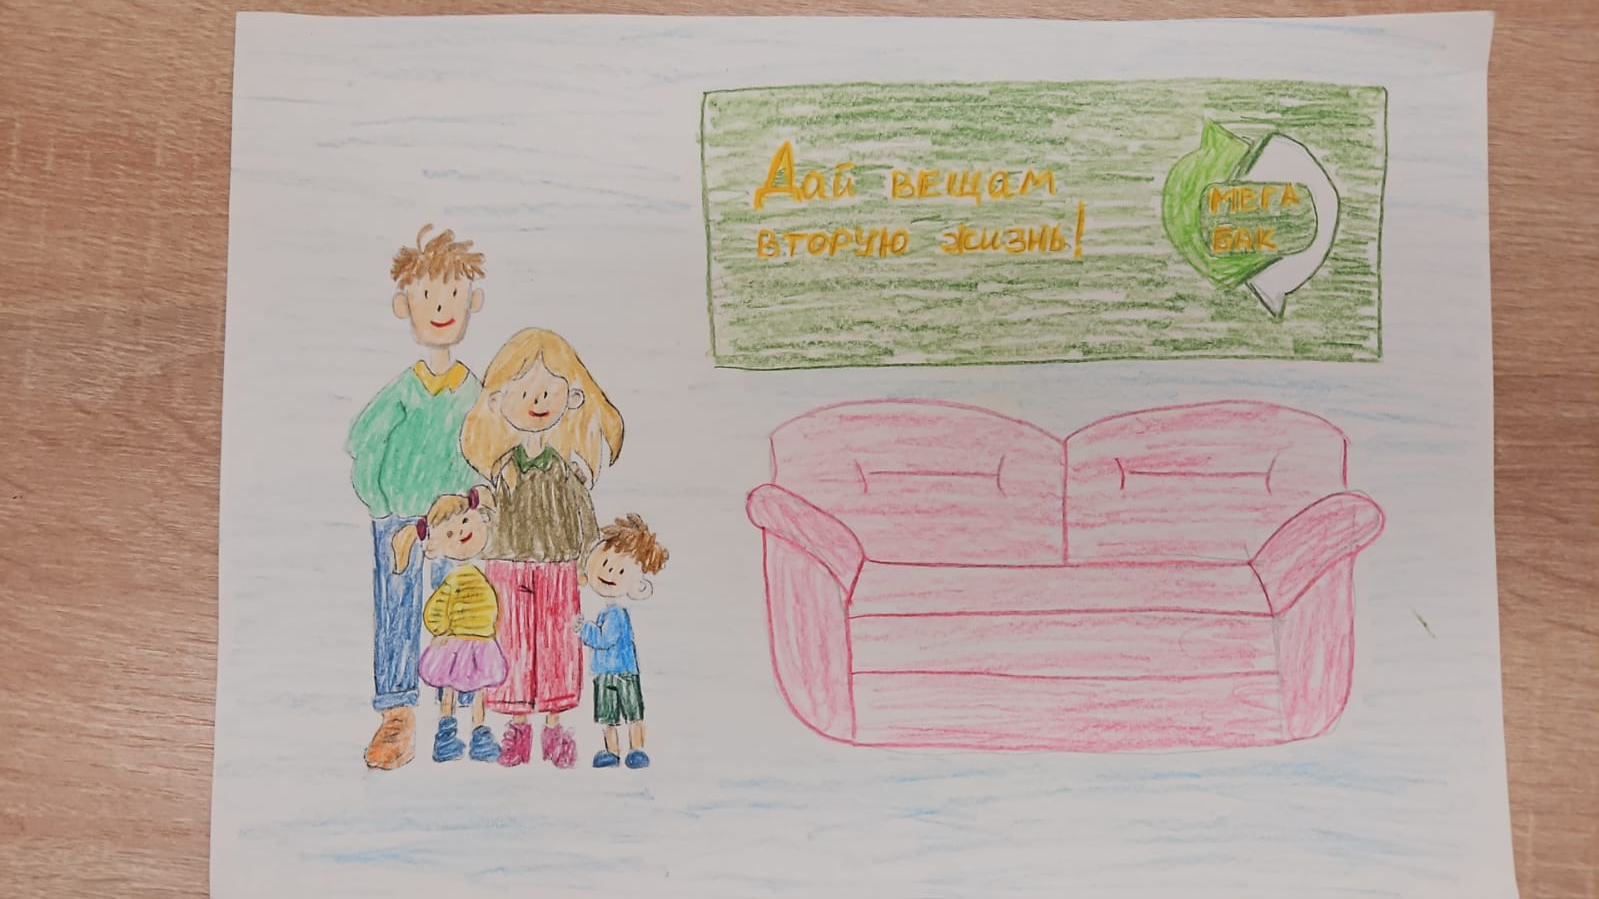 Дай вещам
вторую жизнь!
МЕГА
БАК